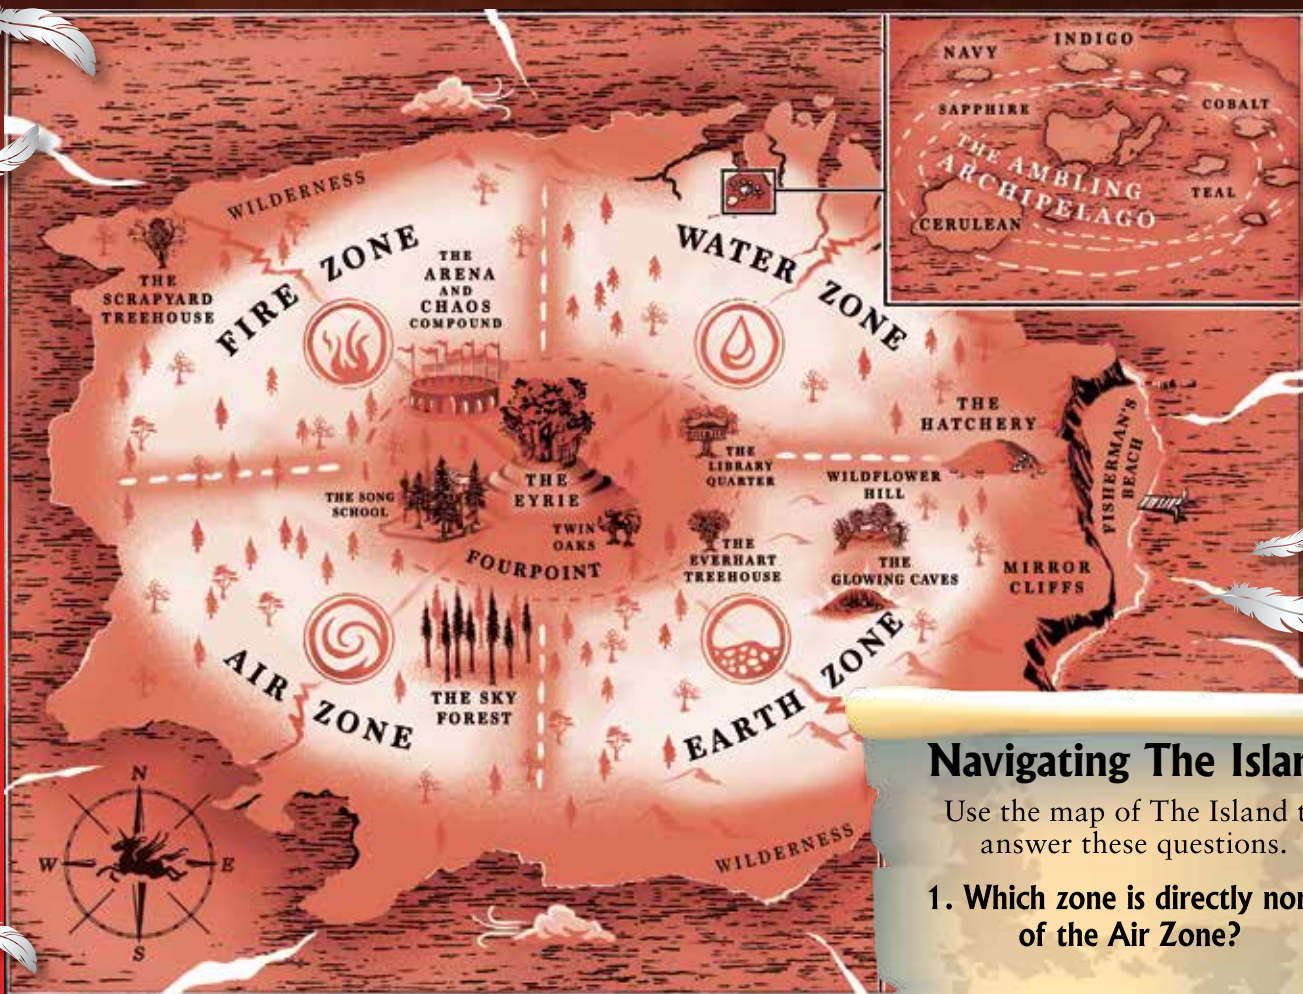 NAVY
INDIGO
SAPPHIRE
COBALT
THE AMBLING
ARCHIPELAGO
TEAL
CERULEAN
WILDERNESS
THE
SCRAPYARD
TREEHOUSE
FIRE ZONE
THE
ARENA
AND
CHAOS
COMPOUND
WATER ZONE
THE
HATCHERY
FISHERMAN'S
BEACH
THE
LIBRARY
QUARTER
WILDFLOWER
HILL
THE SONG
SCHOOL
THE
EYRIE
TWIN
OAKS
FOURPOINT
THE
EVERHART
TREEHOUSE
THE
GLOWING CAVES
MIRROR
CLIFFS
AIR ZONE
THE SKY
FOREST
EARTH ZONE
WILDERNESS
N
W
E
S
Navigating The
Use the map of The Island
answer these questions.
1. Which zone is directly
of the Air Zone?